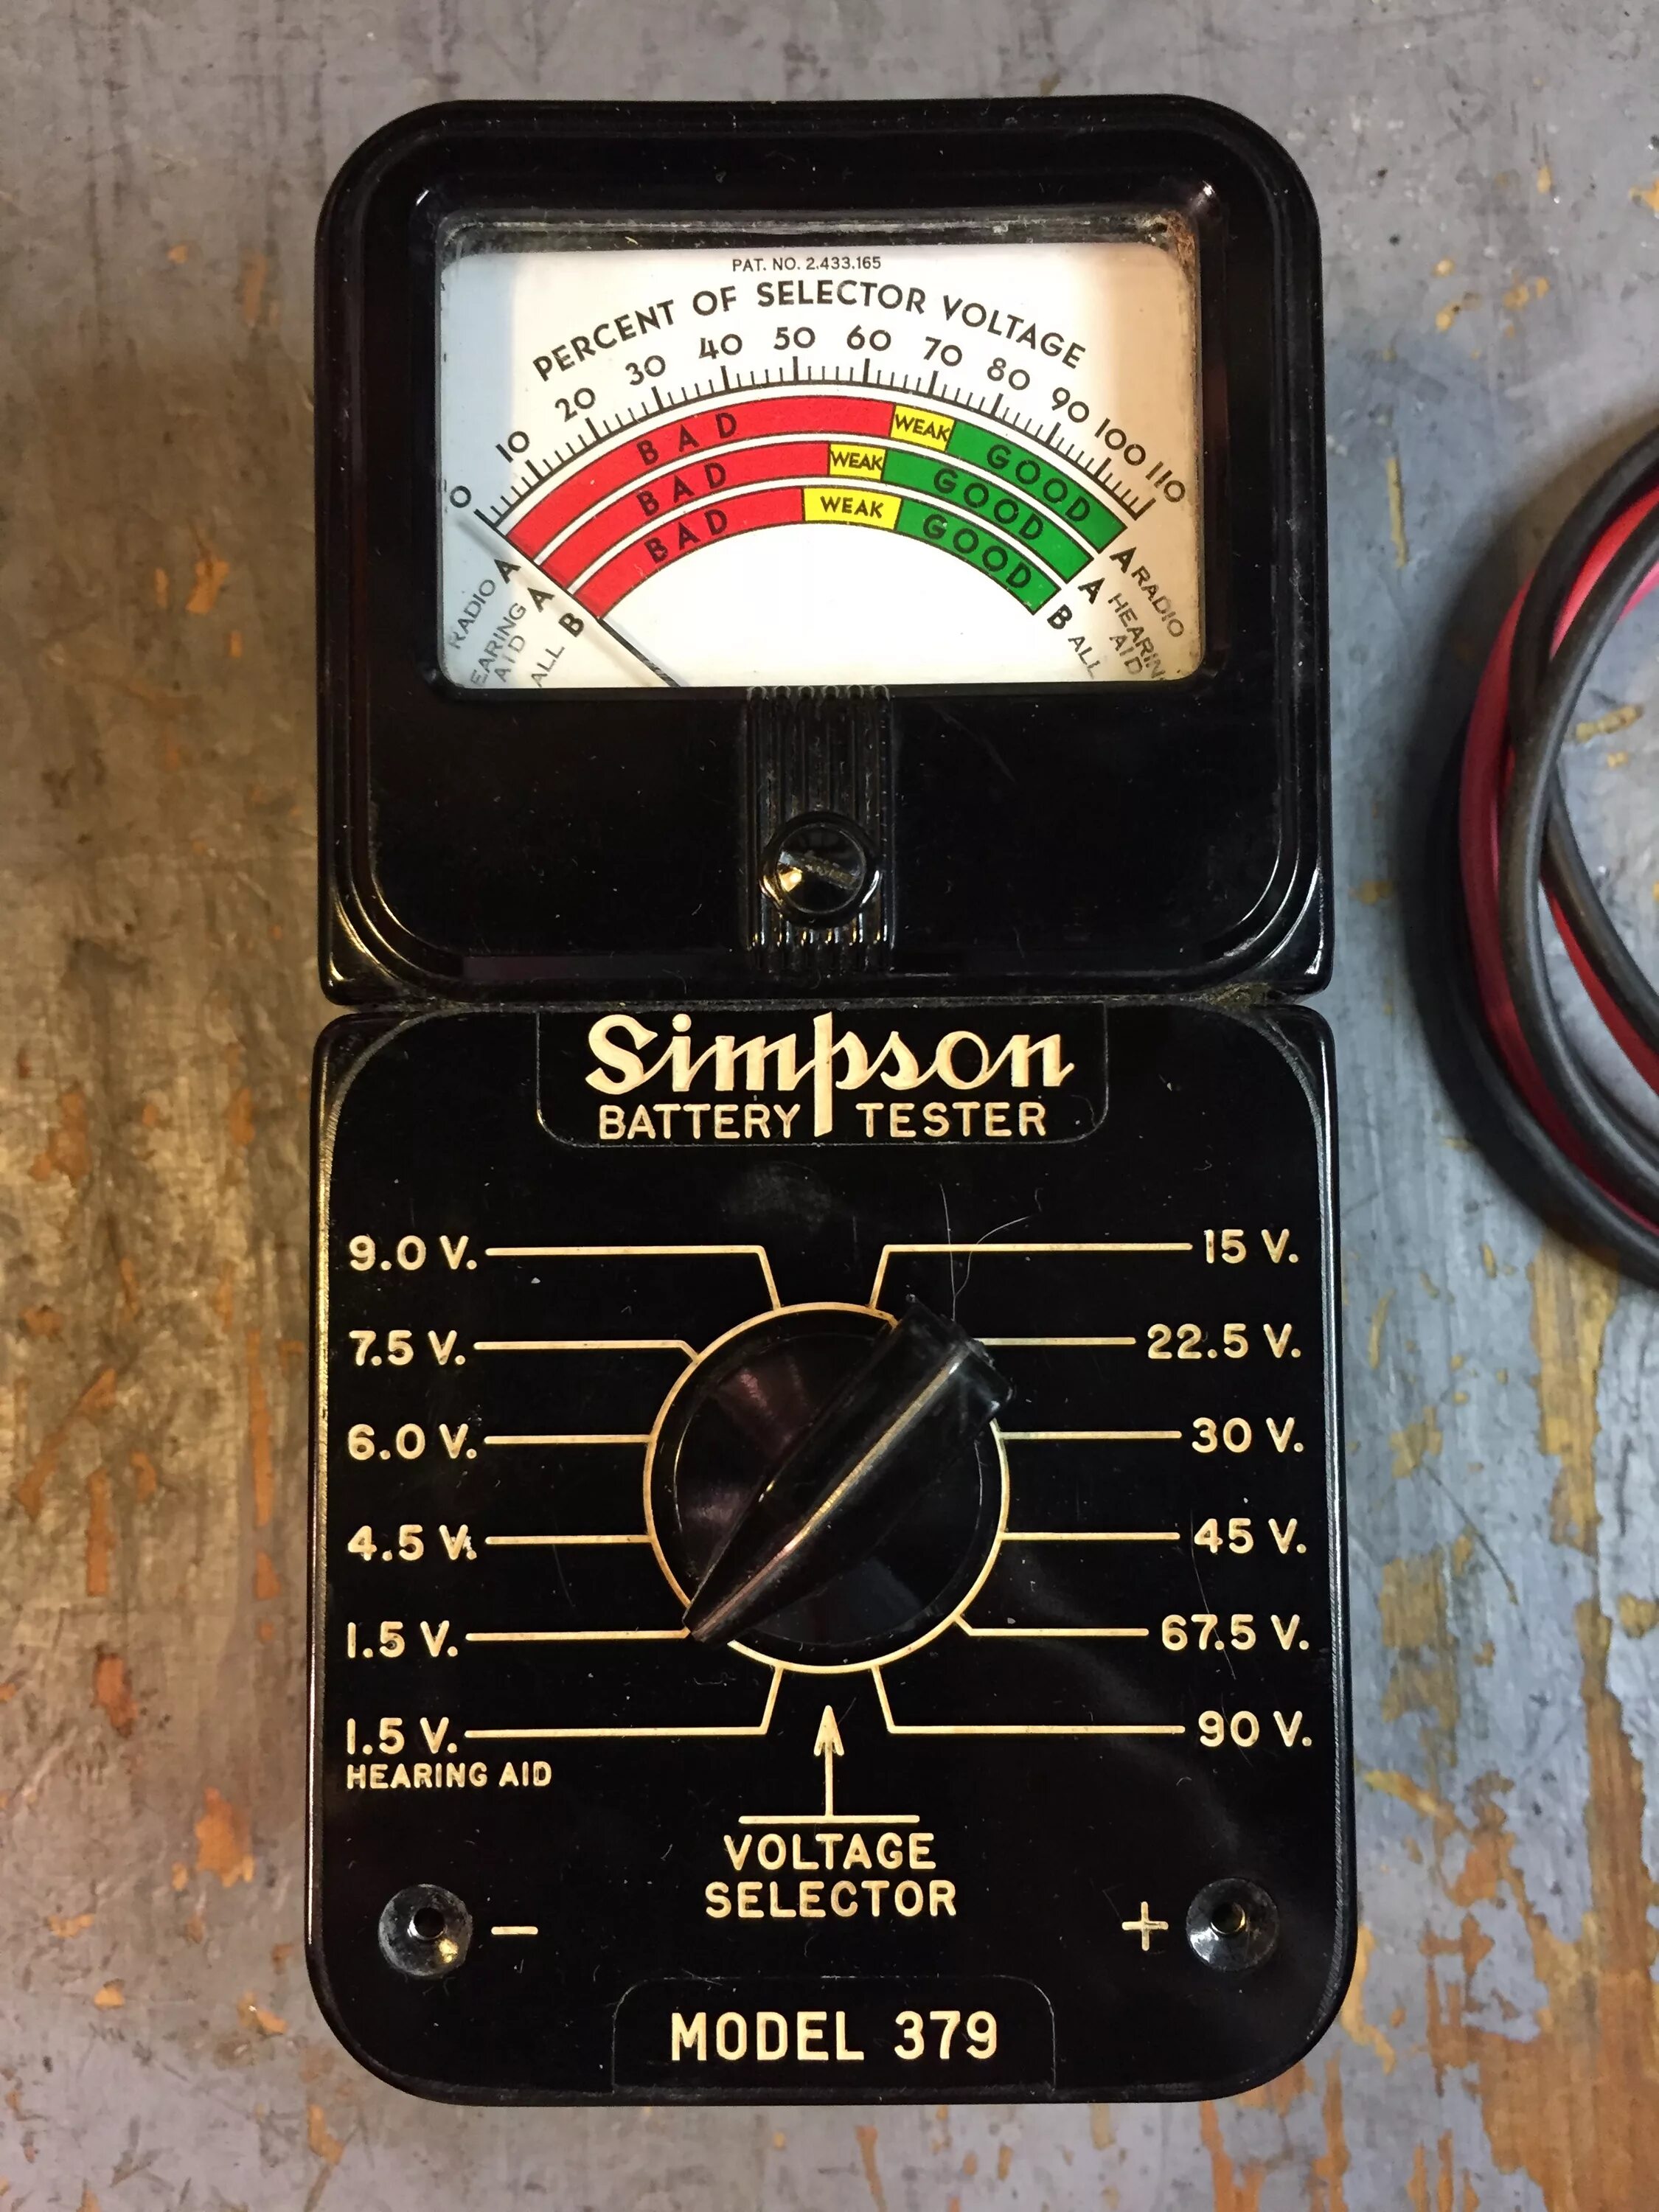 PAT. NO. 2.433.165
PERCENT OF SELECTOR VOLTAGE
0 10 20 30 40 50 60 70 80 90 100 110
BAD WEAK GOOD
BAD WEAK GOOD
BAD WEAK GOOD
RADIO A
EARING AID A
ALL B
A RADIO
A HEARIN AID
B ALL
Simpson
BATTERY TESTER
9.0 V.
15 V.
7.5 V.
22.5 V.
6.0 V.
30 V.
4.5 V.
45 V.
1.5 V.
67.5 V.
1.5 V.
HEARING AID
90 V.
VOLTAGE
SELECTOR
− +
MODEL 379